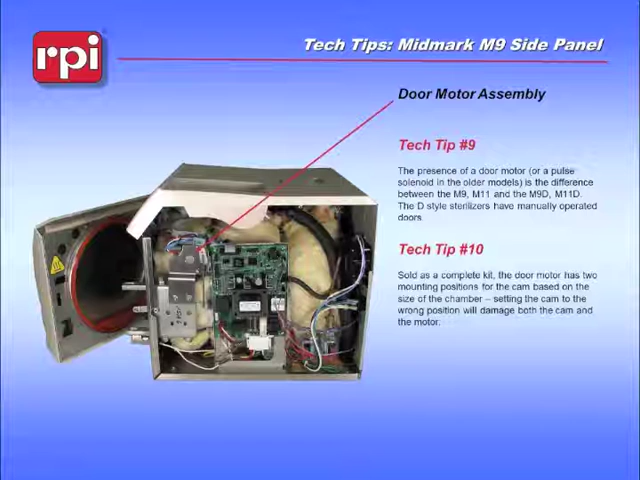 rpi
Tech Tips: Midmark M9 Side Panel
Door Motor Assembly
Tech Tip #9
The presence of a door motor (or a pulse
solenoid in the older models) is the difference
between the M9, M11 and the M9D, M11D.
The D style sterilizers have manually operated
doors
Tech Tip #10
Sold as a complete kit, the door motor has two
mounting positions for the cam based on the
size of the chamber – setting the cam to the
wrong position will damage both the cam and
the motor.